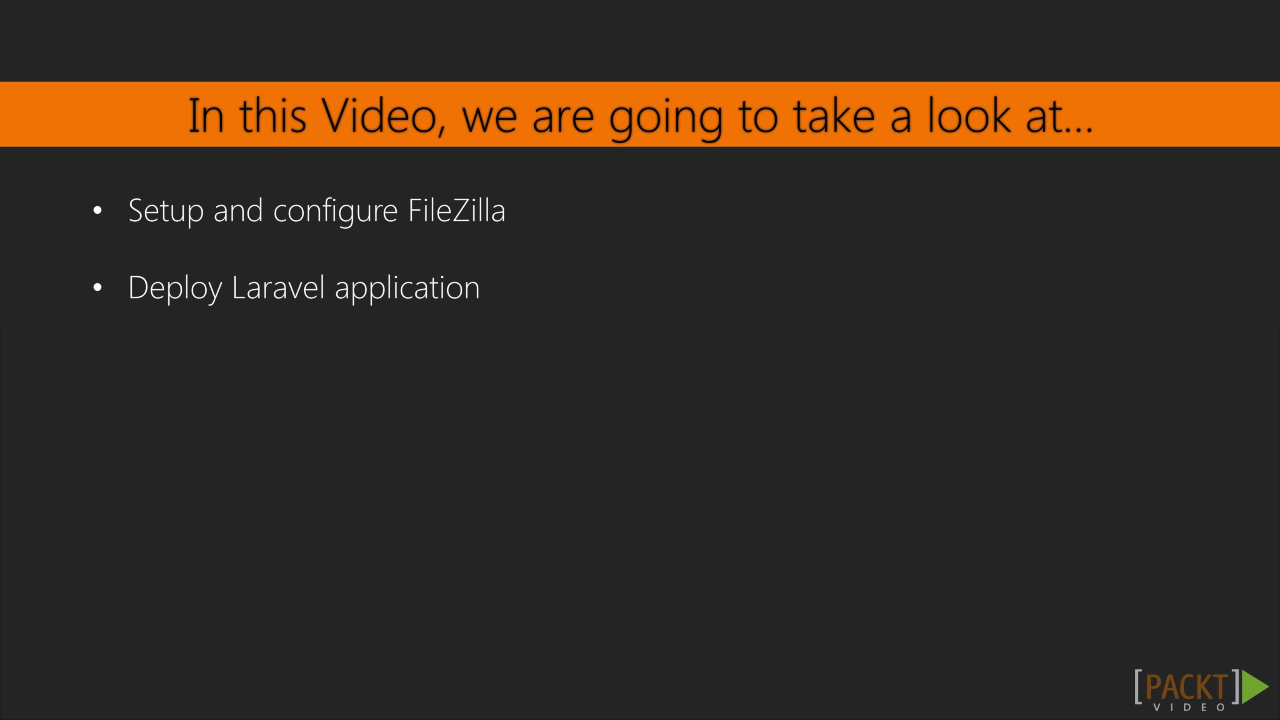 In this Video, we are going to take a look at...
• Setup and configure FileZilla
• Deploy Laravel application
[PACKT]
VIDEO